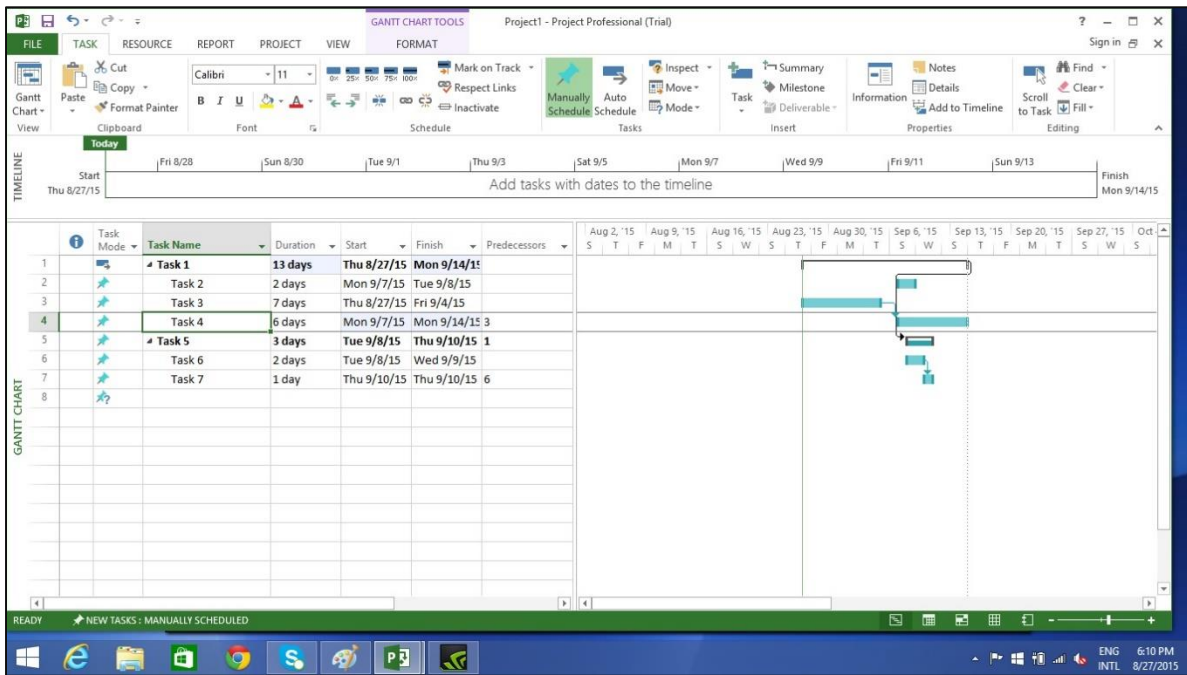 GANTT CHART TOOLS
Project1 - Project Professional (Trial)
FILE TASK RESOURCE REPORT PROJECT VIEW FORMAT Sign in
Gantt Chart
View
Paste
Cut
Copy
Format Painter
Clipboard
Calibri 11
B I U A
Font
0× 25× 50× 75× 100×
Mark on Track
Respect Links
Inactivate
Schedule
Manually Schedule
Auto Schedule
Inspect
Move
Mode
Tasks
Task
Summary
Milestone
Deliverable
Insert
Information
Notes
Details
Add to Timeline
Properties
Scroll to Task
Find
Clear
Fill
Editing
TIMELINE
Today
Fri 8/28 Sun 8/30 Tue 9/1 Thu 9/3 Sat 9/5 Mon 9/7 Wed 9/9 Fri 9/11 Sun 9/13
Start
Thu 8/27/15
Add tasks with dates to the timeline
Finish
Mon 9/14/15
GANTT CHART
Task Mode Task Name Duration Start Finish Predecessors
1 Task 1 13 days Thu 8/27/15 Mon 9/14/15
2 Task 2 2 days Mon 9/7/15 Tue 9/8/15
3 Task 3 7 days Thu 8/27/15 Fri 9/4/15
4 Task 4 6 days Mon 9/7/15 Mon 9/14/15 3
5 Task 5 3 days Tue 9/8/15 Thu 9/10/15 1
6 Task 6 2 days Tue 9/8/15 Wed 9/9/15
7 Task 7 1 day Thu 9/10/15 Thu 9/10/15 6
8
Aug 2, '15 Aug 9, '15 Aug 16, '15 Aug 23, '15 Aug 30, '15 Sep 6, '15 Sep 13, '15 Sep 20, '15 Sep 27, '15 Oct
S T F M T S W S T F M T S W S T F M T S W S
READY NEW TASKS : MANUALLY SCHEDULED
ENG 6:10 PM
INTL 8/27/2015